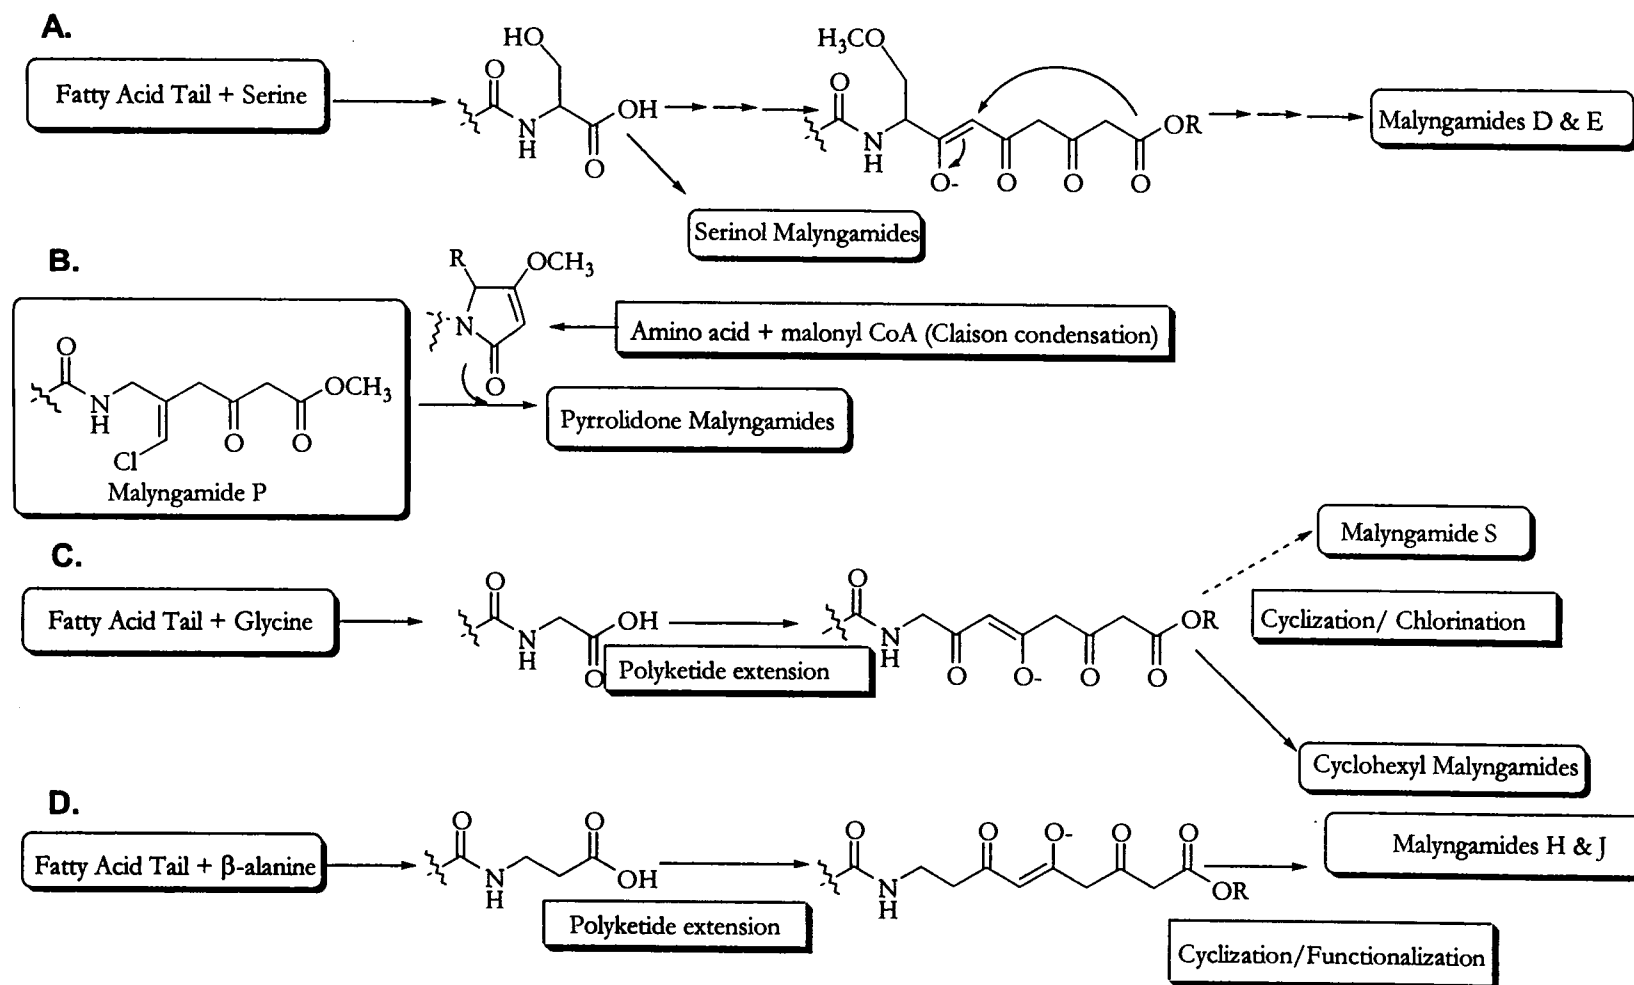 A.
Fatty Acid Tail + Serine
HO
O
N
H
OH
O
H3CO
O
N
H
O-
O
O
O
OR
Malyngamides D & E
Serinol Malyngamides
B.
R
OCH3
N
O
Amino acid + malonyl CoA (Claison condensation)
O
N
H
Cl
O
O
OCH3
Malyngamide P
Pyrrolidone Malyngamides
C.
Fatty Acid Tail + Glycine
O
N
H
OH
O
Polyketide extension
O
N
H
O
O-
O
O
OR
Malyngamide S
Cyclization/ Chlorination
Cyclohexyl Malyngamides
D.
Fatty Acid Tail + β-alanine
O
N
H
O
OH
Polyketide extension
O
N
H
O
O-
O
O
OR
Malyngamides H & J
Cyclization/Functionalization